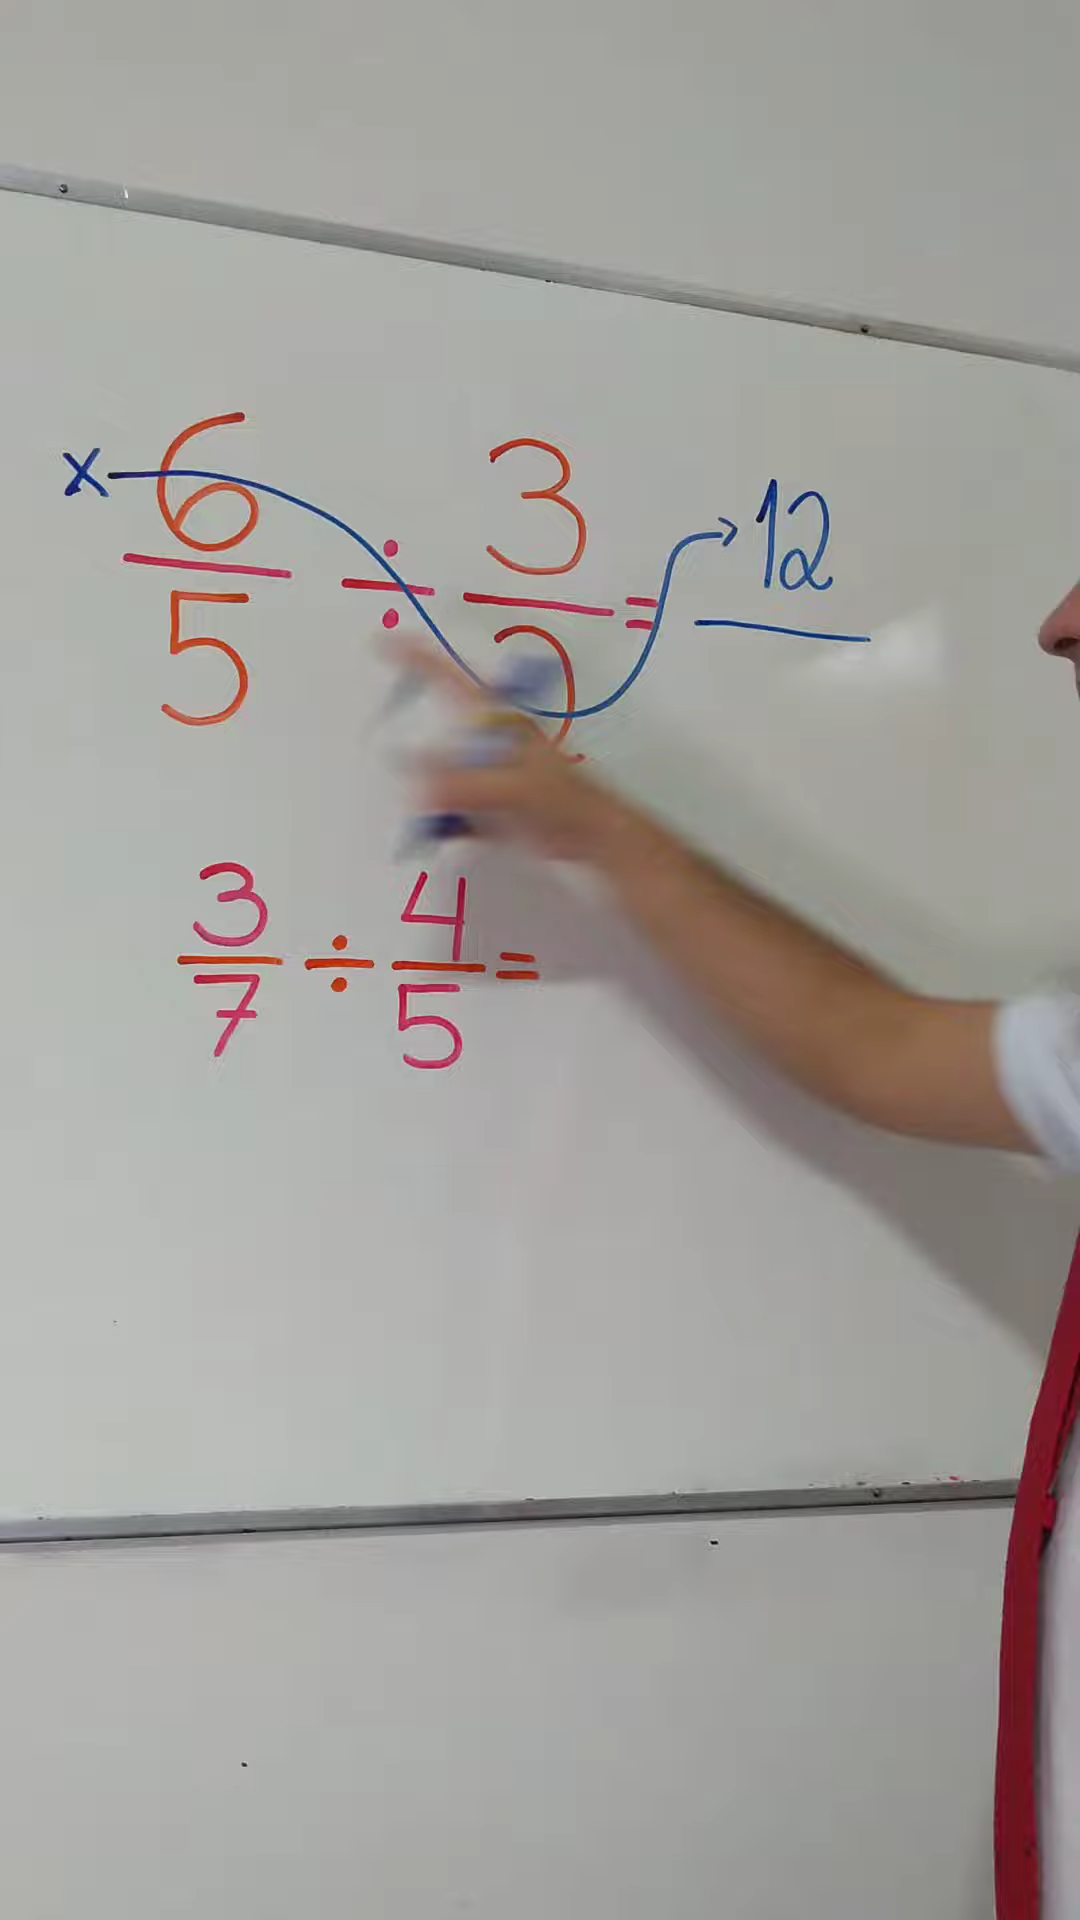 x 6/5 ÷ 3/2 = 12
3/7 ÷ 4/5 =